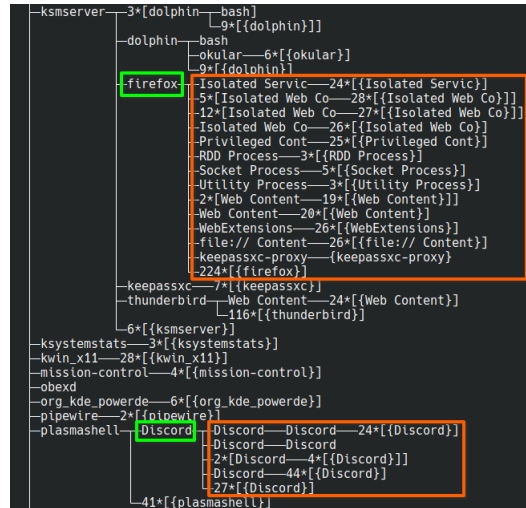 ─ksmserver─┬─3*[dolphin─┬─bash]
└─9*[{dolphin}]]
├─dolphin─┬─bash
├─okular───6*[{okular}]
└─9*[{dolphin}]
├─firefox─┬─Isolated Servic───24*[{Isolated Servic}]
├─5*[Isolated Web Co───28*[{Isolated Web Co}]]
├─12*[Isolated Web Co───27*[{Isolated Web Co}]]
├─Isolated Web Co───26*[{Isolated Web Co}]
├─Privileged Cont───25*[{Privileged Cont}]
├─RDD Process───3*[{RDD Process}]
├─Socket Process───5*[{Socket Process}]
├─Utility Process───3*[{Utility Process}]
├─2*[Web Content───19*[{Web Content}]]
├─Web Content───20*[{Web Content}]
├─WebExtensions───26*[{WebExtensions}]
├─file:// Content───26*[{file:// Content}]
├─keepassxc-proxy───{keepassxc-proxy}
└─224*[{firefox}]
├─keepassxc───7*[{keepassxc}]
├─thunderbird─┬─Web Content───24*[{Web Content}]
└─116*[{thunderbird}]
└─6*[{ksmserver}]
├─ksystemstats───3*[{ksystemstats}]
├─kwin_x11───28*[{kwin_x11}]
├─mission-control───4*[{mission-control}]
├─obexd
├─org_kde_powerde───6*[{org_kde_powerde}]
├─pipewire───2*[{pipewire}]
├─plasmashell─┬─Discord─┬─Discord───Discord───24*[{Discord}]
├─Discord───Discord
├─2*[Discord───4*[{Discord}]]
├─Discord───44*[{Discord}]
└─27*[{Discord}]
└─41*[{plasmashell}]